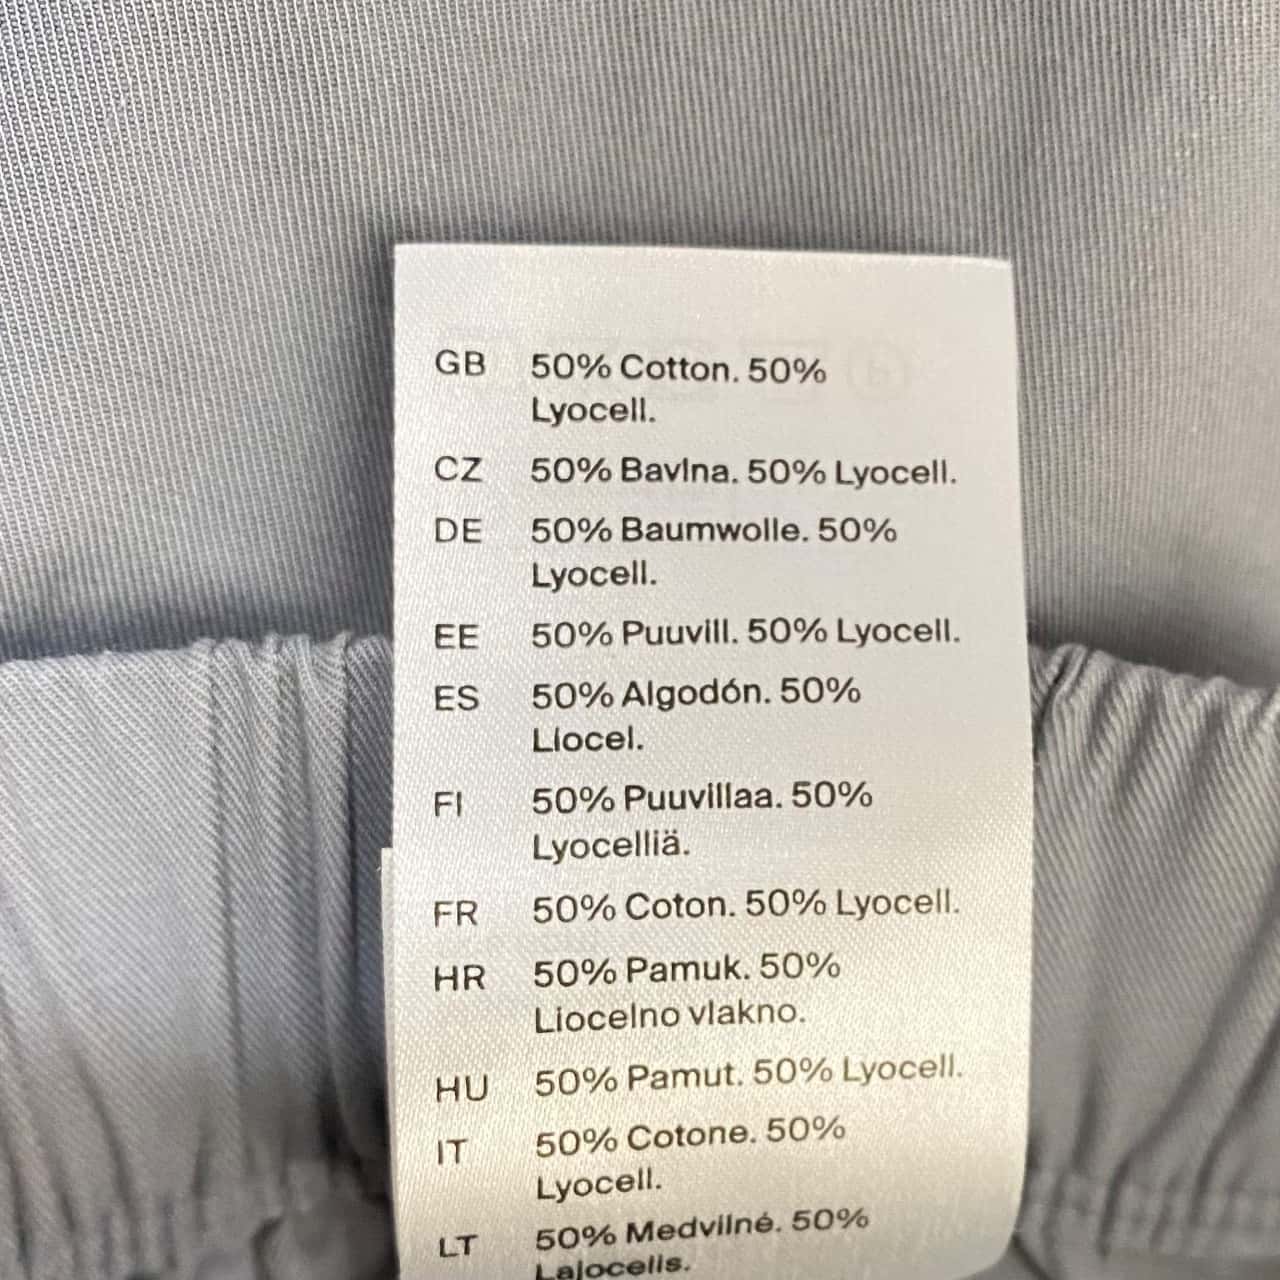 GB 50% Cotton. 50%
Lyocell.
CZ 50% Bavlna. 50% Lyocell.
DE 50% Baumwolle. 50%
Lyocell.
EE 50% Puuvill. 50% Lyocell.
ES 50% Algodón. 50%
Liocel.
FI 50% Puuvillaa. 50%
Lyocelliä.
FR 50% Coton. 50% Lyocell.
HR 50% Pamuk. 50%
Liocelno vlakno.
HU 50% Pamut. 50% Lyocell.
IT 50% Cotone. 50%
Lyocell.
LT 50% Medvilnė. 50%
Lajocelis.